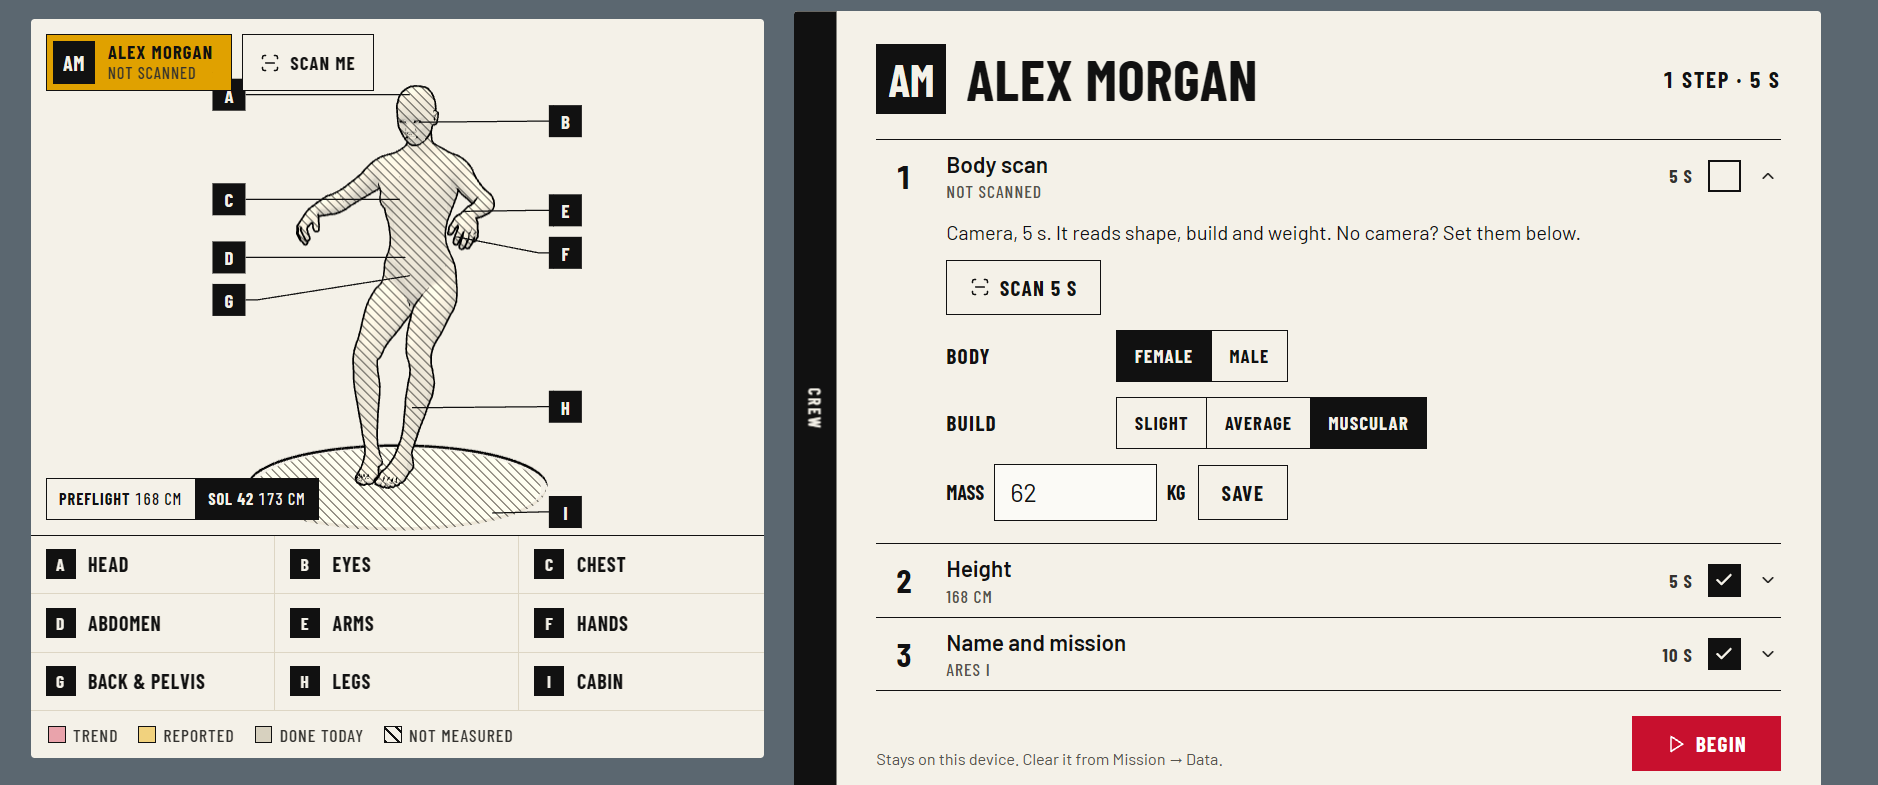 AM
ALEX MORGAN
NOT SCANNED
SCAN ME
A
B
C
E
D
F
G
H
PREFLIGHT 168 CM
SOL 42 173 CM
I
A HEAD
B EYES
C CHEST
D ABDOMEN
E ARMS
F HANDS
G BACK & PELVIS
H LEGS
I CABIN
TREND
REPORTED
DONE TODAY
NOT MEASURED
CREW
AM
ALEX MORGAN
1 STEP · 5 S
1
Body scan
NOT SCANNED
5 S
Camera, 5 s. It reads shape, build and weight. No camera? Set them below.
SCAN 5 S
BODY
FEMALE
MALE
BUILD
SLIGHT
AVERAGE
MUSCULAR
MASS
62
KG
SAVE
2
Height
168 CM
5 S
3
Name and mission
ARES I
10 S
Stays on this device. Clear it from Mission → Data.
BEGIN